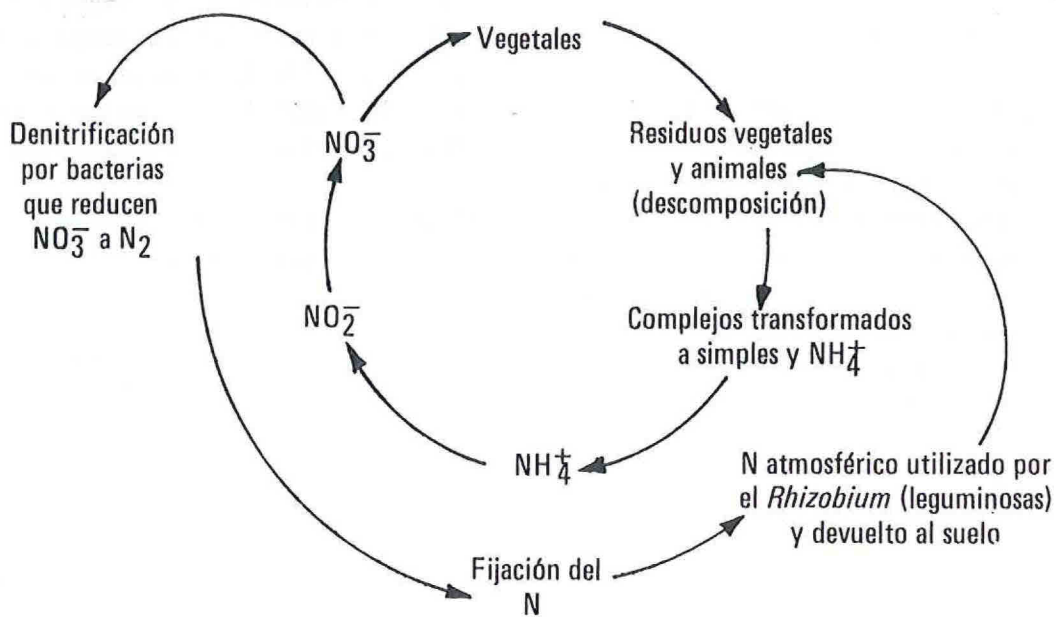 Vegetales
Denitrificación
por bacterias
que reducen
NO₃⁻ a N₂
NO₃⁻
Residuos vegetales
y animales
(descomposición)
NO₂⁻
Complejos transformados
a simples y NH₄⁺
NH₄⁺
N atmosférico utilizado por
el Rhizobium (leguminosas)
y devuelto al suelo
Fijación del
N